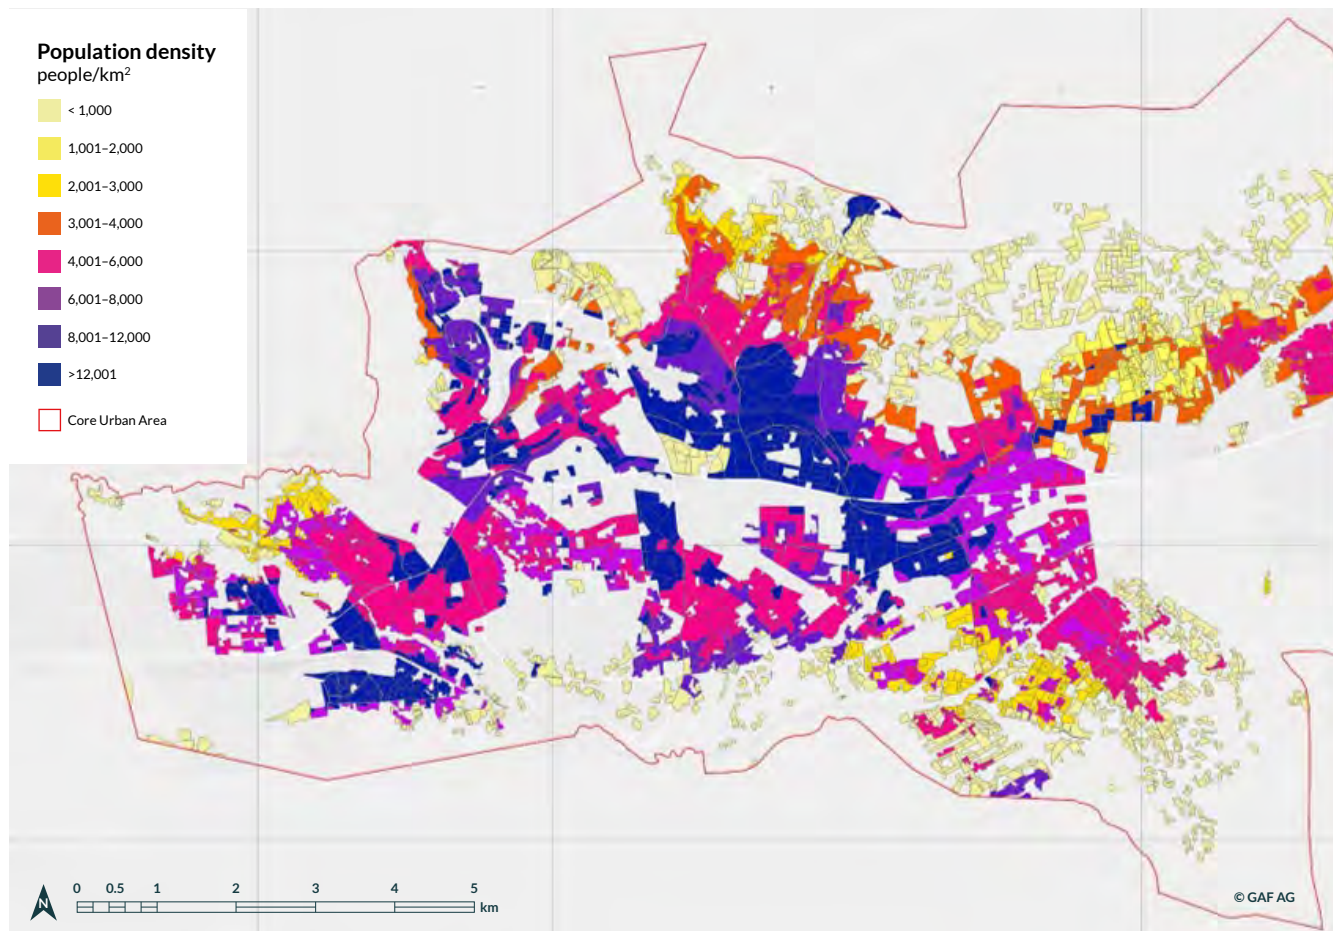 Population density
people/km²
< 1,000
1,001–2,000
2,001–3,000
3,001–4,000
4,001–6,000
6,001–8,000
8,001–12,000
>12,001
Core Urban Area
N
0 0.5 1 2 3 4 5
km
© GAF AG